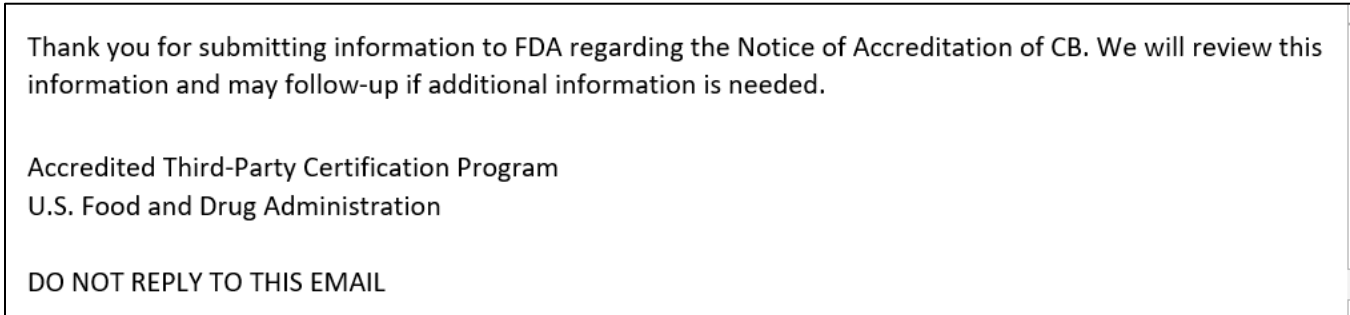 Thank you for submitting information to FDA regarding the Notice of Accreditation of CB. We will review this
information and may follow-up if additional information is needed.
Accredited Third-Party Certification Program
U.S. Food and Drug Administration
DO NOT REPLY TO THIS EMAIL